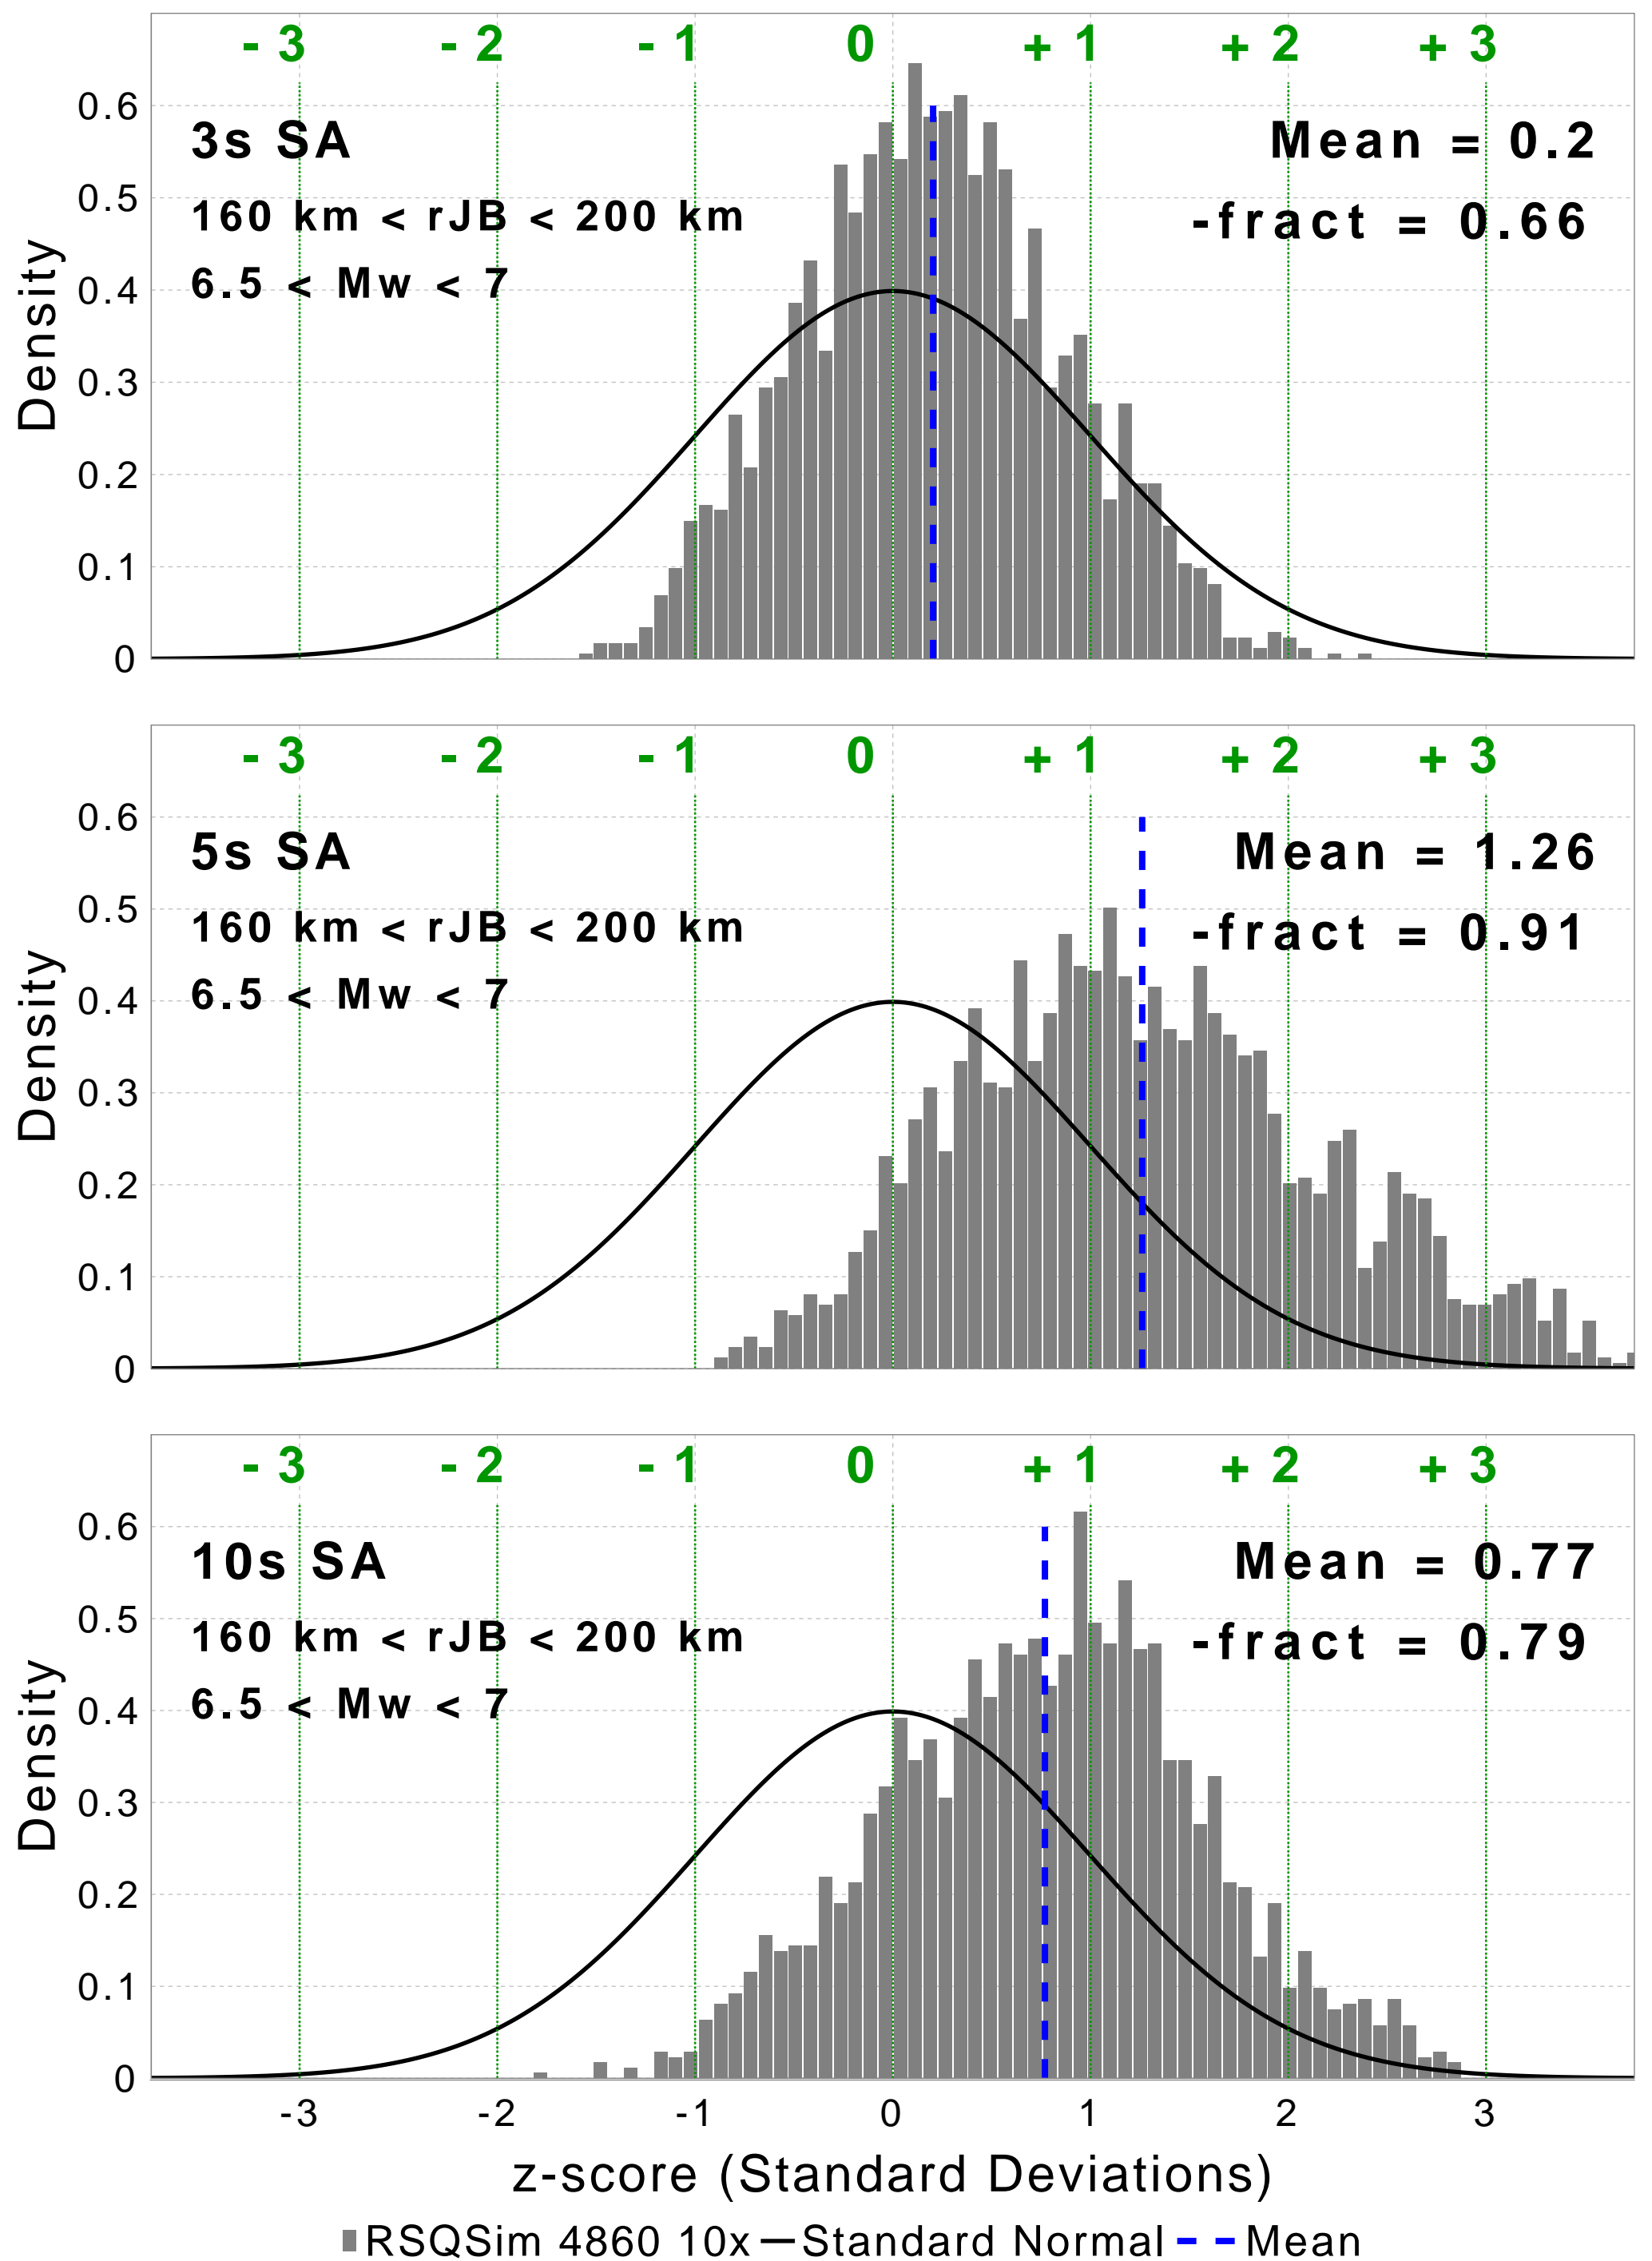 - 3 - 2 - 1 0 + 1 + 2 + 3
0.6
3s SA Mean = 0.2
0.5
160 km < rJB < 200 km -fract = 0.66
6.5 < Mw < 7
0.4
0.3
0.2
0.1
0
Density
- 3 - 2 - 1 0 + 1 + 2 + 3
0.6
5s SA Mean = 1.26
0.5
160 km < rJB < 200 km -fract = 0.91
6.5 < Mw < 7
0.4
0.3
0.2
0.1
0
Density
- 3 - 2 - 1 0 + 1 + 2 + 3
0.6
10s SA Mean = 0.77
0.5
160 km < rJB < 200 km -fract = 0.79
6.5 < Mw < 7
0.4
0.3
0.2
0.1
0
Density
-3 -2 -1 0 1 2 3
z-score (Standard Deviations)
RSQSim 4860 10x Standard Normal Mean